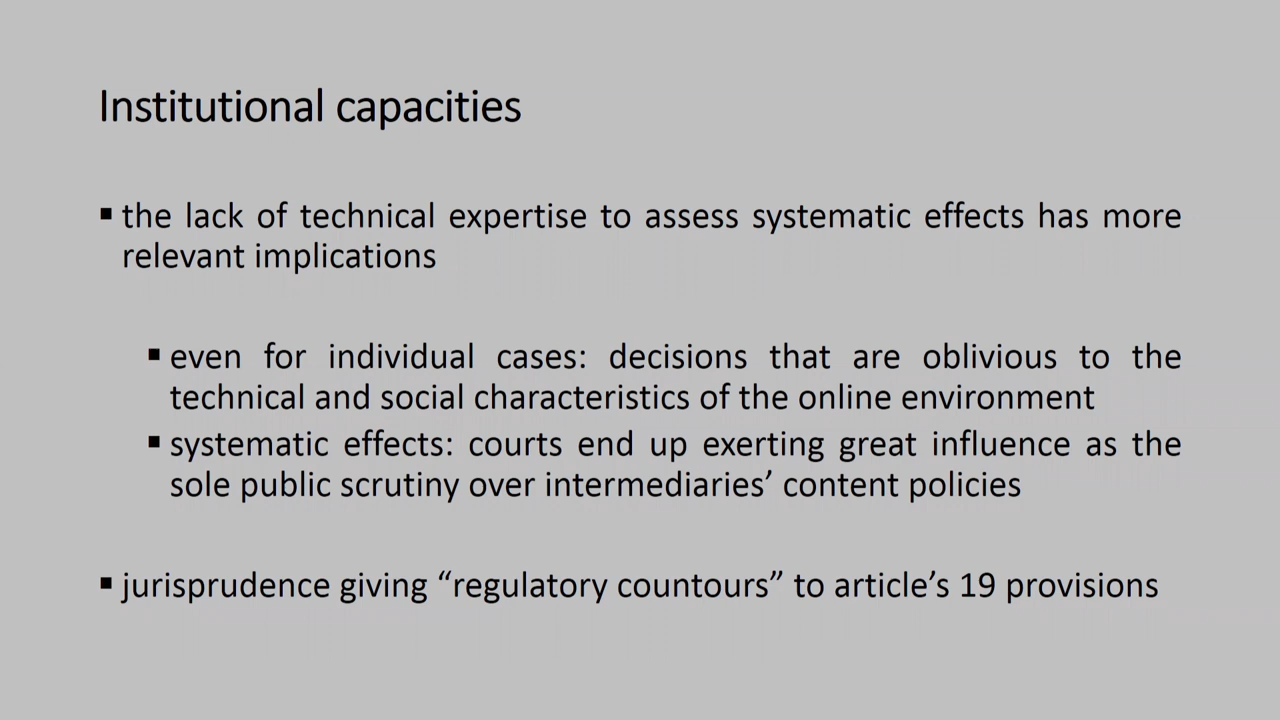 Institutional capacities
▪ the lack of technical expertise to assess systematic effects has more
relevant implications
▪ even for individual cases: decisions that are oblivious to the
technical and social characteristics of the online environment
▪ systematic effects: courts end up exerting great influence as the
sole public scrutiny over intermediaries’ content policies
▪ jurisprudence giving “regulatory countours” to article’s 19 provisions